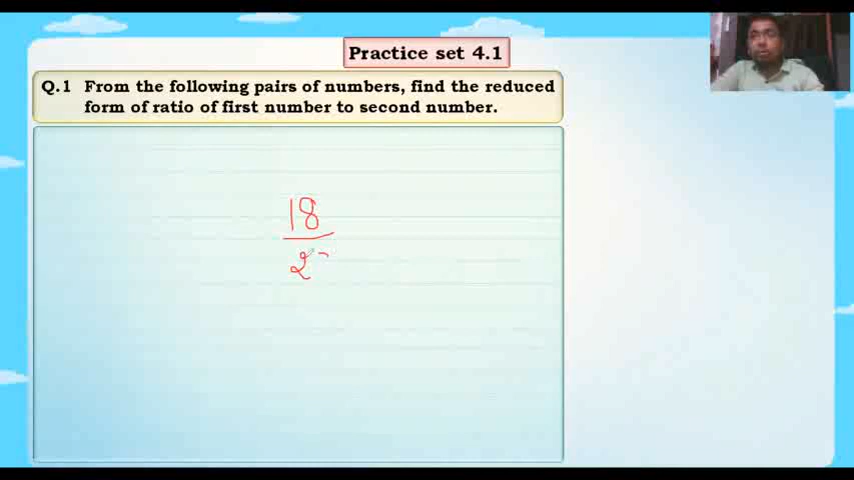 Practice set 4.1
Q.1 From the following pairs of numbers, find the reduced
form of ratio of first number to second number.
18
2